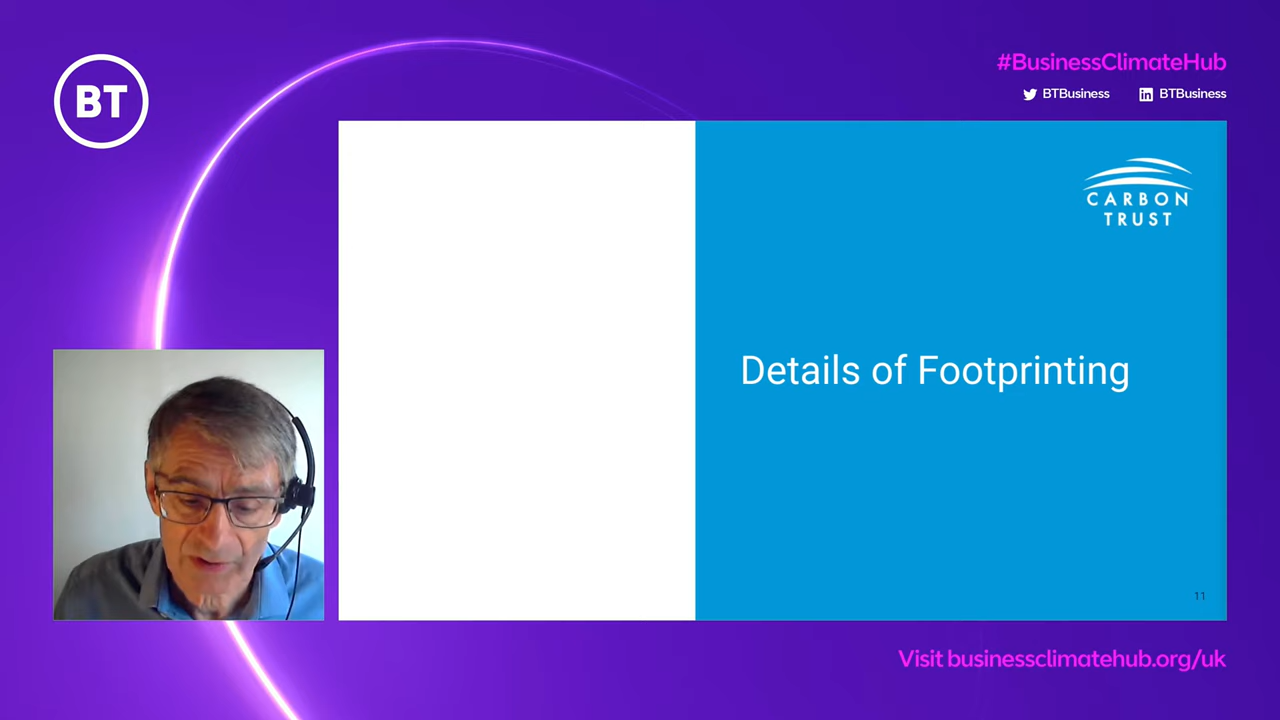 BT
#BusinessClimateHub
BTBusiness BTBusiness
CARBON
TRUST
Details of Footprinting
11
Visit businessclimatehub.org/uk